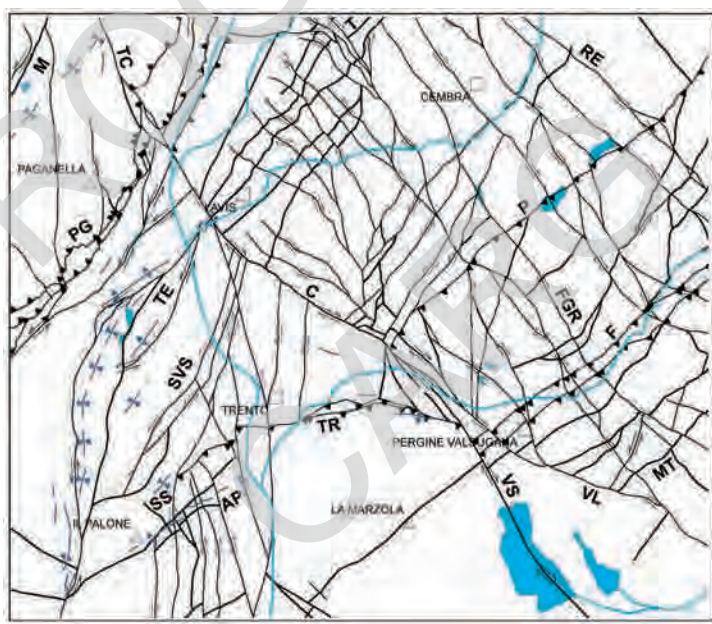 M
TC
T
RE
CEMBRA
PAGANELLA
AVIS
P
PG
TE
C
FGR
F
SVS
TRENTO
TR
PERGINE VALSUGANA
MT
SS
AP
VS
VL
IL PALONE
LA MARZOLA